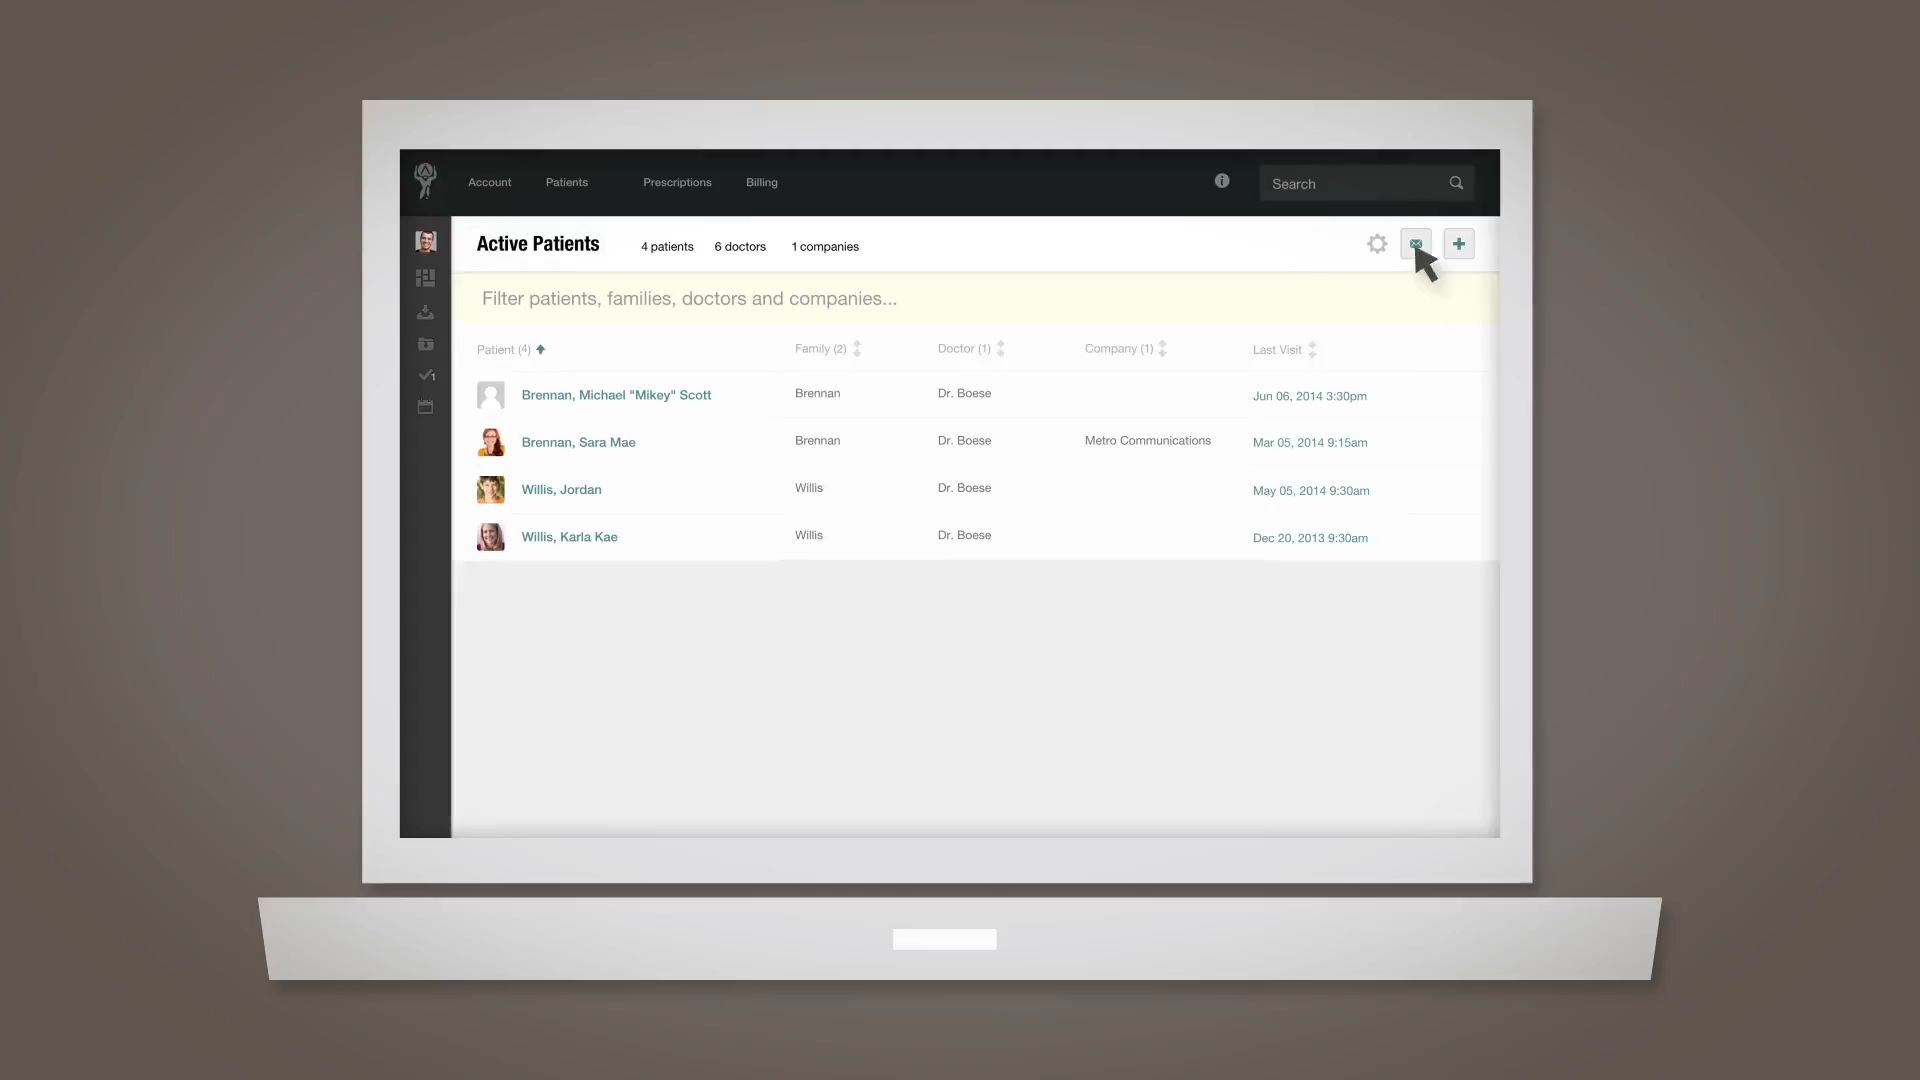 Account Patients Prescriptions Billing Search
Active Patients 4 patients 6 doctors 1 companies
Filter patients, families, doctors and companies...
Patient (4) Family (2) Doctor (1) Company (1) Last Visit
Brennan, Michael "Mikey" Scott Brennan Dr. Boese Jun 06, 2014 3:30pm
Brennan, Sara Mae Brennan Dr. Boese Metro Communications Mar 05, 2014 9:15am
1
Willis, Jordan Willis Dr. Boese May 05, 2014 9:30am
Willis, Karla Kae Willis Dr. Boese Dec 20, 2013 9:30am